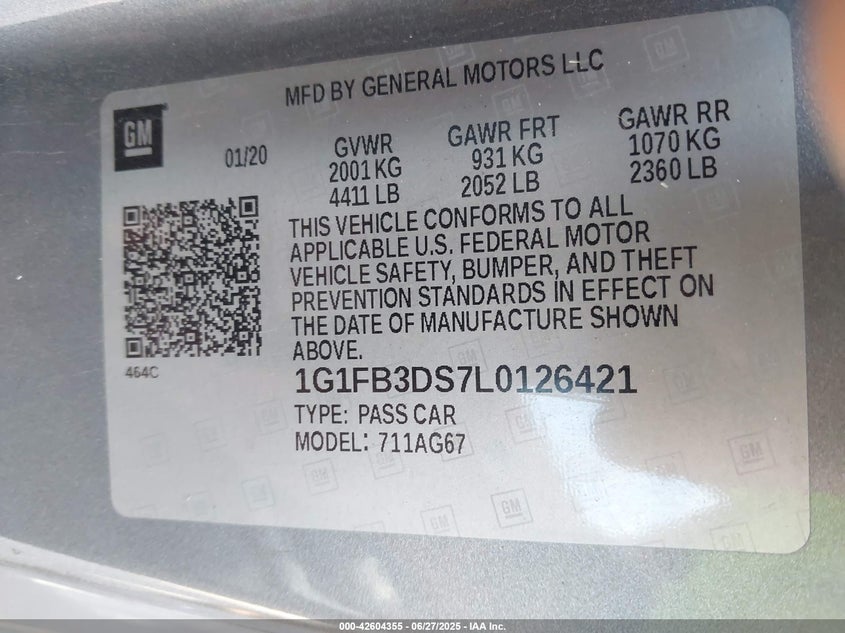 MFD BY GENERAL MOTORS LLC
GM
01/20
GVWR
2001 KG
4411 LB
GAWR FRT
931 KG
2052 LB
GAWR RR
1070 KG
2360 LB
THIS VEHICLE CONFORMS TO ALL
APPLICABLE U.S. FEDERAL MOTOR
VEHICLE SAFETY, BUMPER, AND THEFT
PREVENTION STANDARDS IN EFFECT ON
THE DATE OF MANUFACTURE SHOWN
ABOVE.
464C
1G1FB3DS7L0126421
TYPE: PASS CAR
MODEL: 711AG67
GM
000-42604355 - 06/27/2025 - IAA Inc.